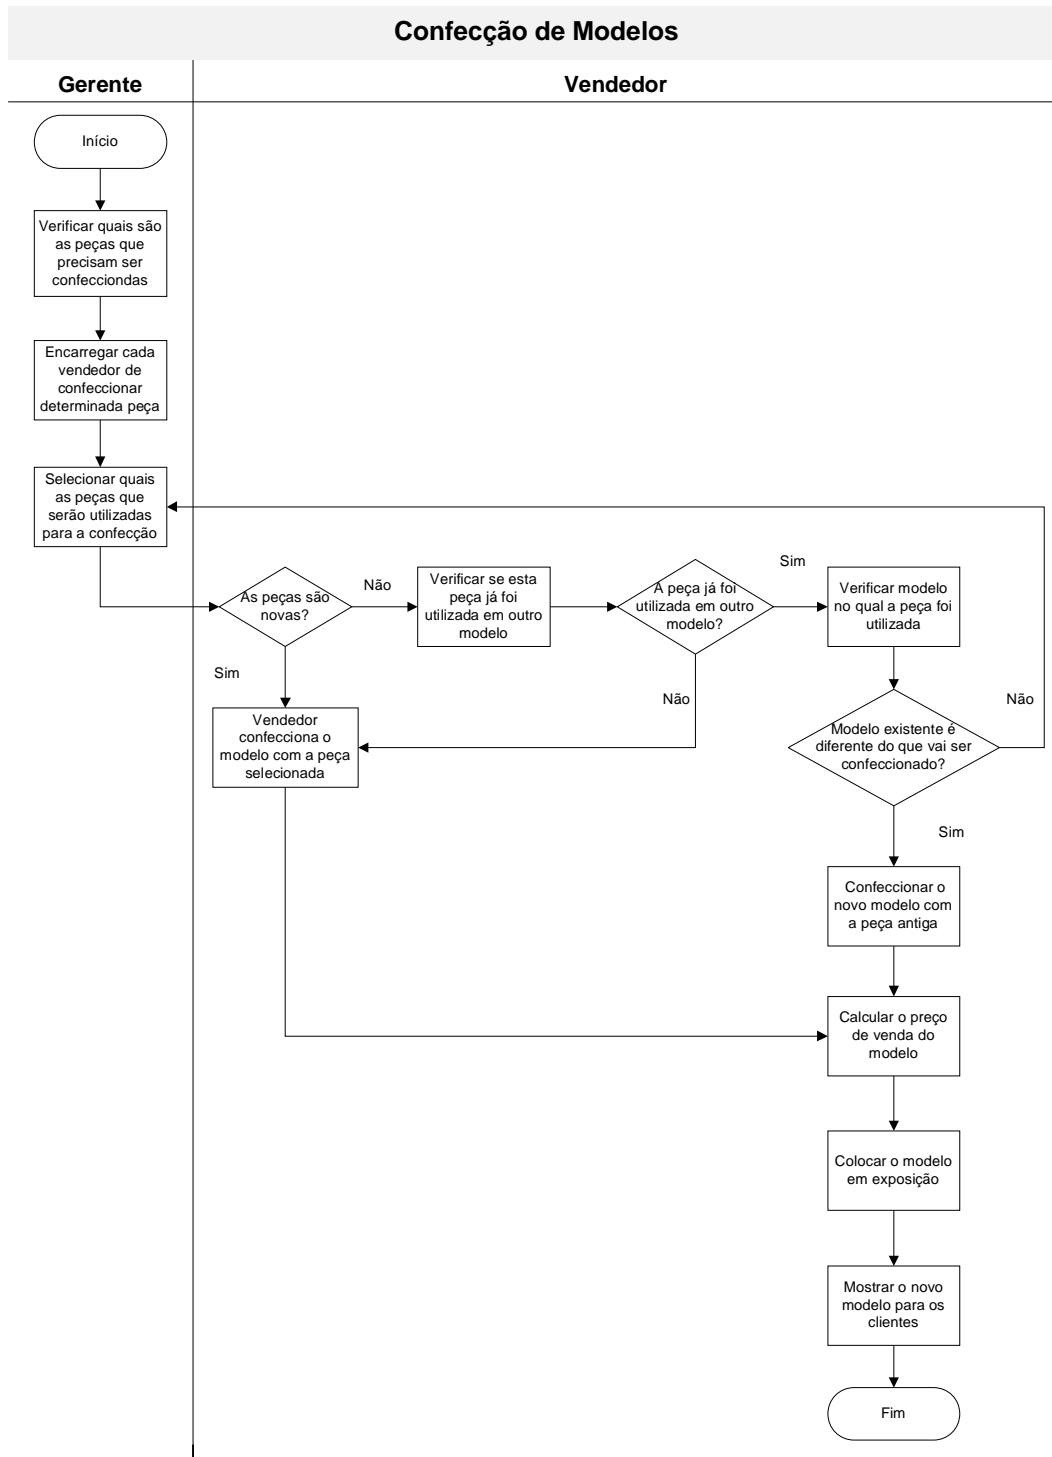 Confecção de Modelos
Gerente
Vendedor
Início
Verificar quais são
as peças que
precisam ser
confecciondas
Encarregar cada
vendedor de
confeccionar
determinada peça
Selecionar quais
as peças que
serão utilizadas
para a confecção
As peças são
novas?
Não
Sim
Verificar se esta
peça já foi
utilizada em outro
modelo
A peça já foi
utilizada em outro
modelo?
Sim
Não
Verificar modelo
no qual a peça foi
utilizada
Vendedor
confecciona o
modelo com a peça
selecionada
Modelo existente é
diferente do que vai ser
confeccionado?
Não
Sim
Confeccionar o
novo modelo com
a peça antiga
Calcular o preço
de venda do
modelo
Colocar o modelo
em exposição
Mostrar o novo
modelo para os
clientes
Fim